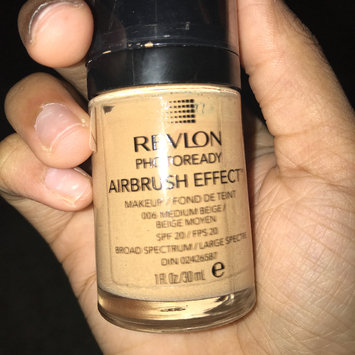 REVLON
PHOTOREADY
AIRBRUSH EFFECT™
MAKEUP / FOND DE TEINT
006 MEDIUM BEIGE /
BEIGE MOYEN
SPF 20 / FPS 20
BROAD SPECTRUM / LARGE SPECTRE
DIN 02426587
1 fl. Oz./30 mL e